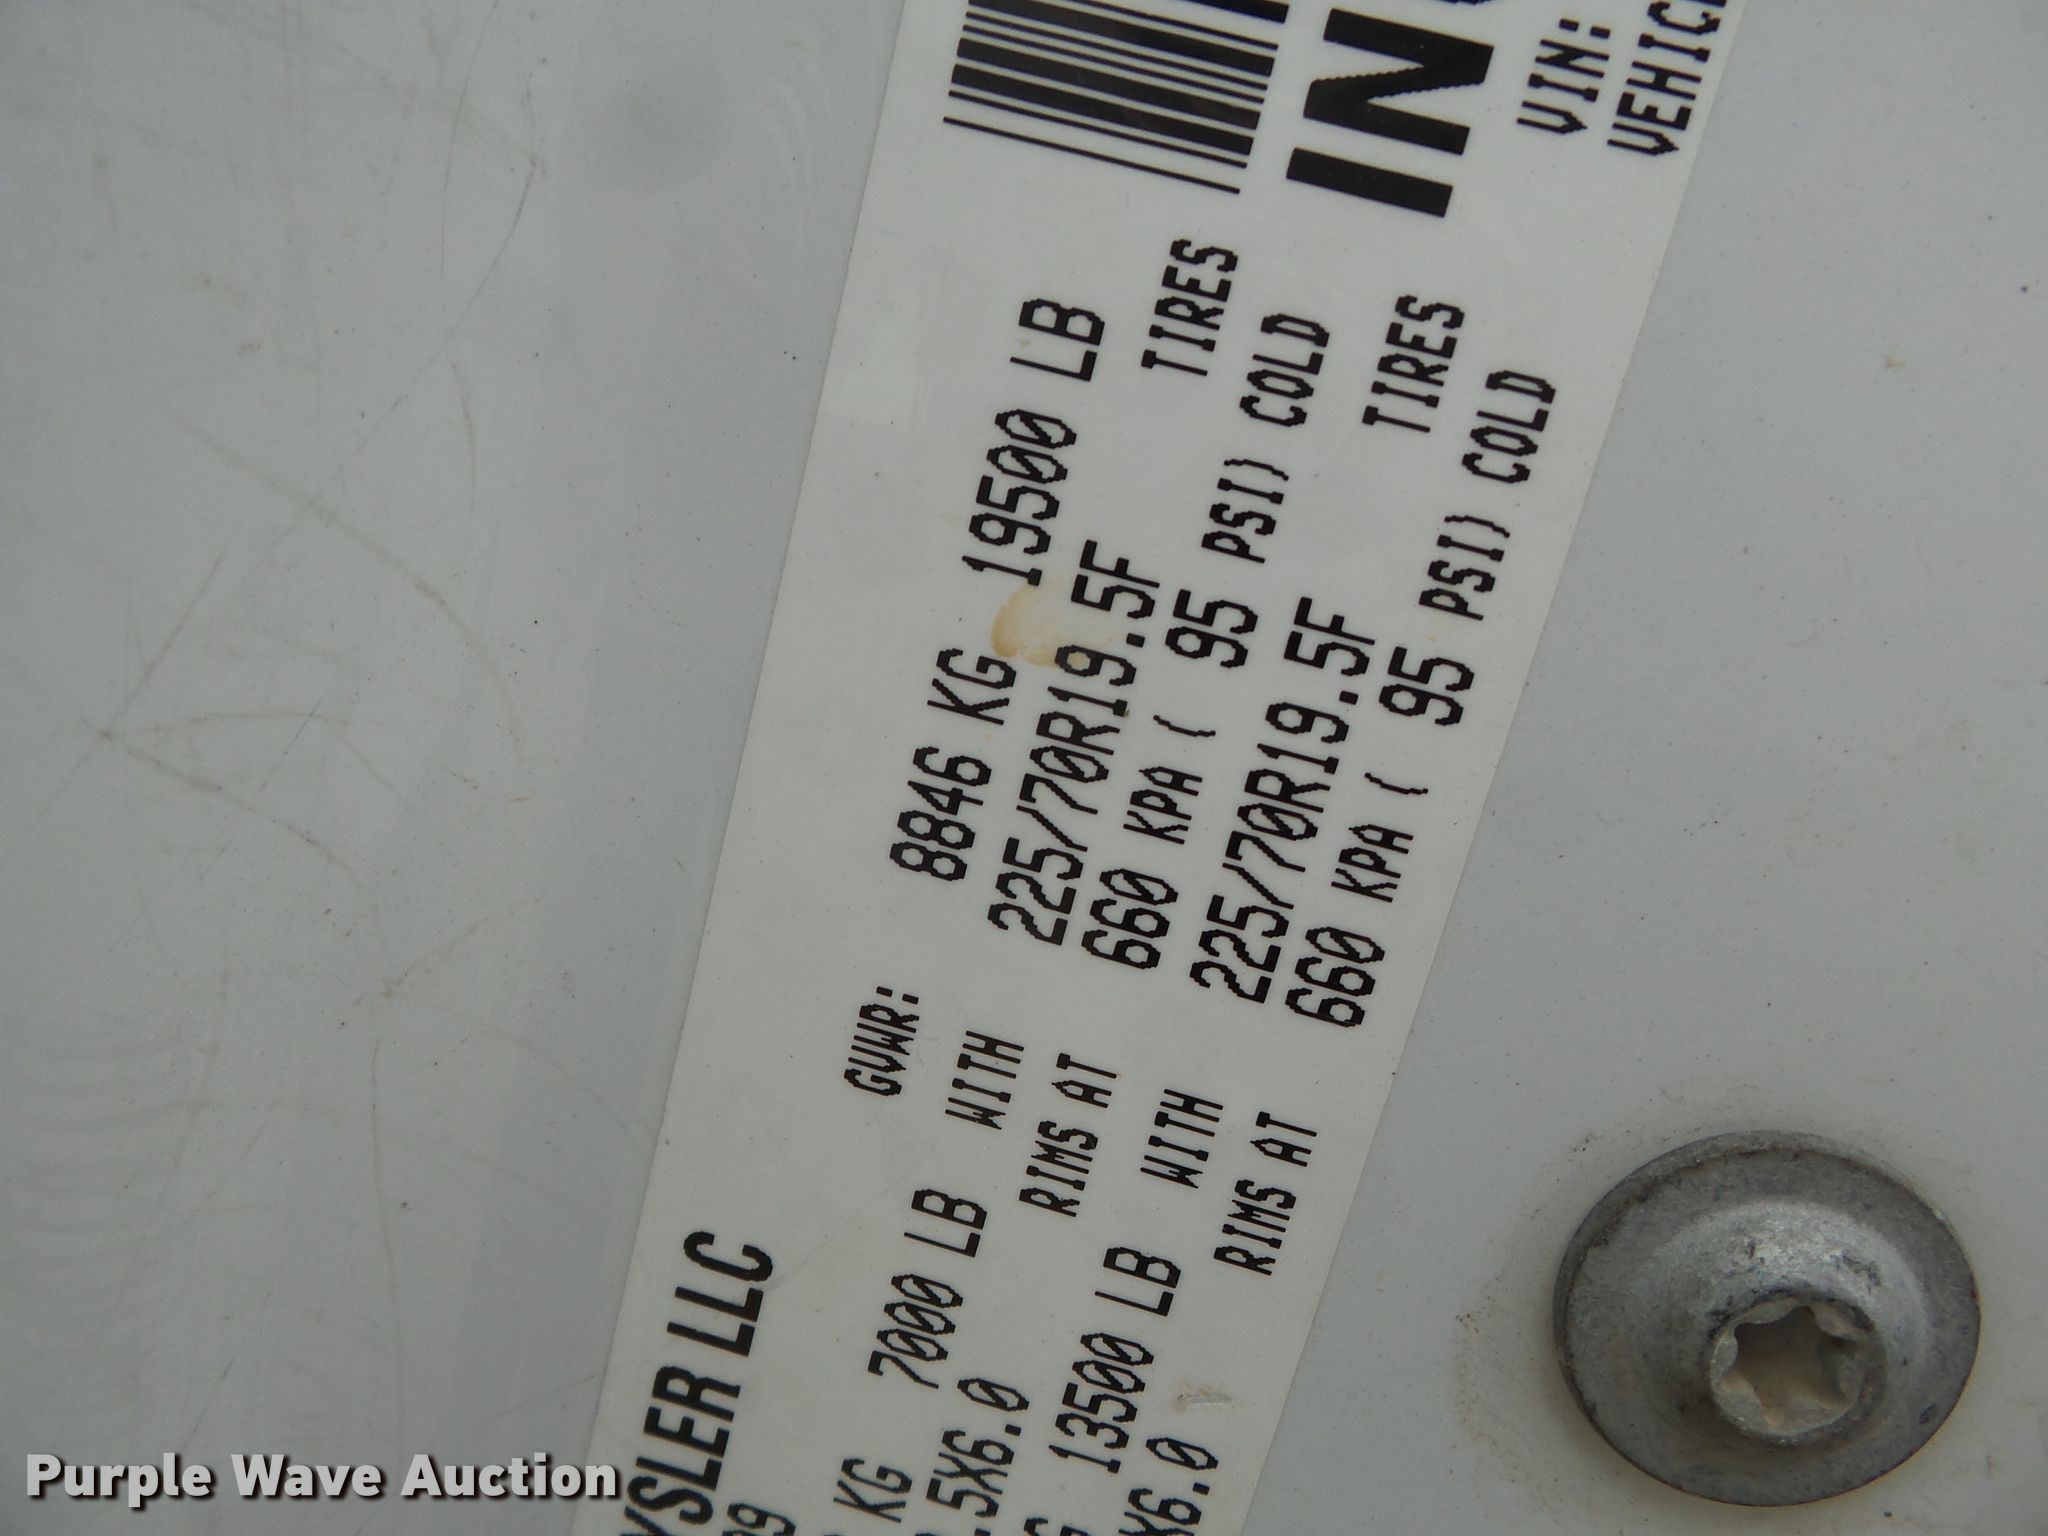 YSLER LLC
09 GVWR: 8846 KG 19500 LB
KG 7000 LB WITH 225/70R19.5F TIRES
.5X6.0 RIMS AT 660 KPA ( 95 PSI) COLD
13500 LB WITH 225/70R19.5F TIRES
X6.0 RIMS AT 660 KPA ( 95 PSI) COLD
VIN:
VEHICL
Purple Wave Auction